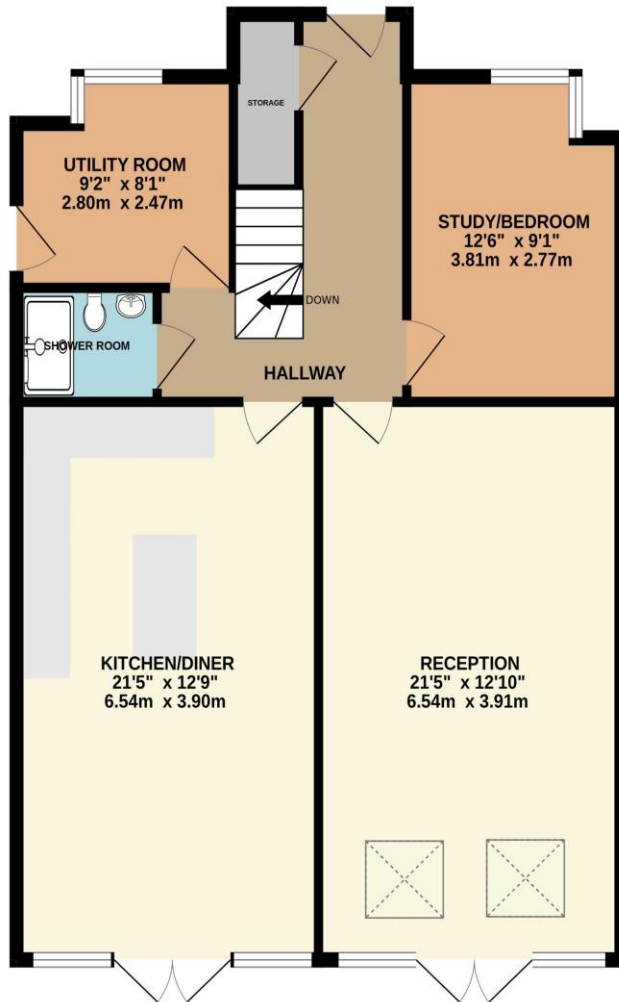 STORAGE
UTILITY ROOM
9'2" x 8'1"
2.80m x 2.47m
STUDY/BEDROOM
12'6" x 9'1"
3.81m x 2.77m
DOWN
SHOWER ROOM
HALLWAY
KITCHEN/DINER
21'5" x 12'9"
6.54m x 3.90m
RECEPTION
21'5" x 12'10"
6.54m x 3.91m